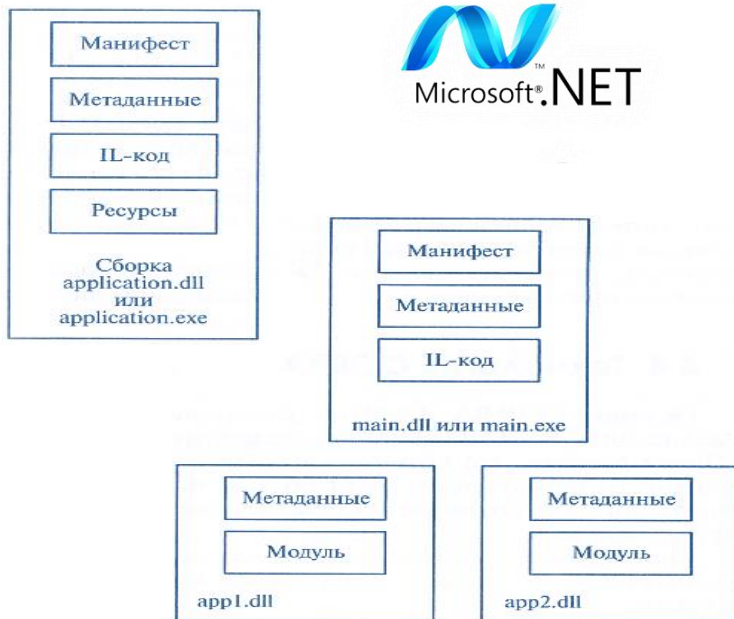 Манифест
Метаданные
IL-код
Ресурсы
Сборка
application.dll
или
application.exe
Microsoft®.NET™
Манифест
Метаданные
IL-код
main.dll или main.exe
Метаданные
Модуль
app1.dll
Метаданные
Модуль
app2.dll